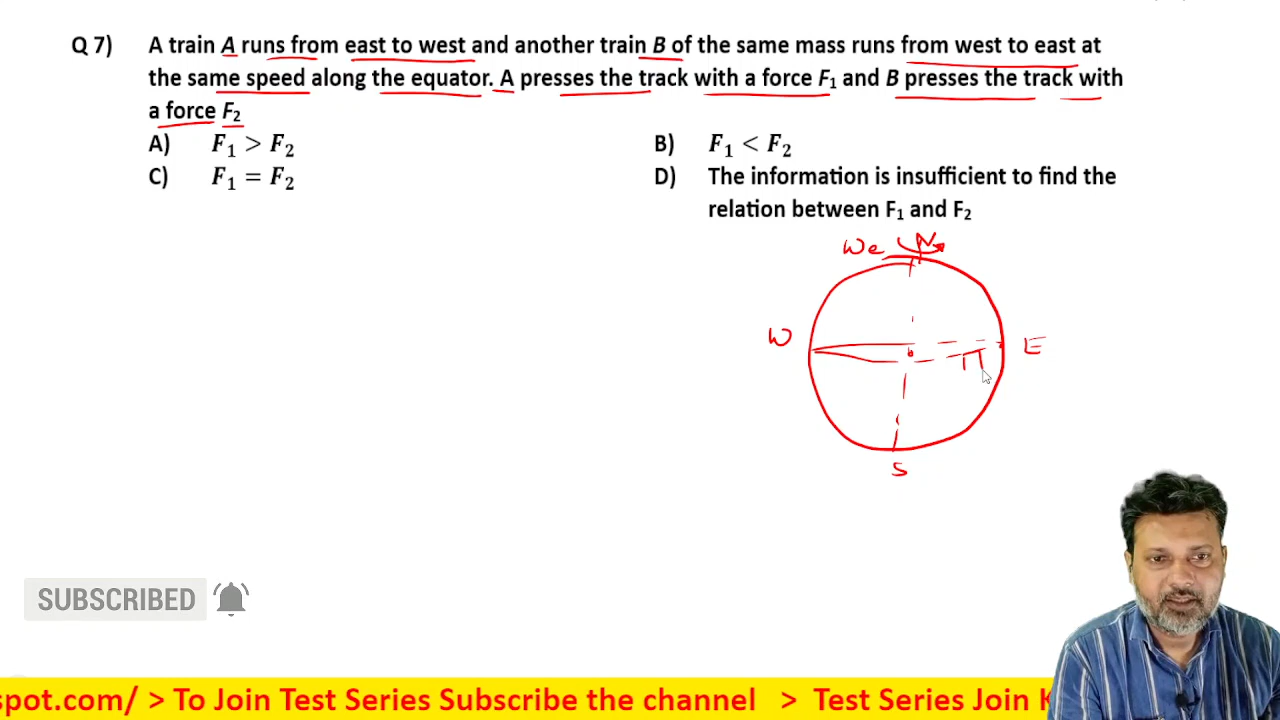 Q 7) A train A runs from east to west and another train B of the same mass runs from west to east at
the same speed along the equator. A presses the track with a force F₁ and B presses the track with
a force F₂
A) F₁ > F₂ B) F₁ < F₂
C) F₁ = F₂ D) The information is insufficient to find the
relation between F₁ and F₂
We N
W E
S
SUBSCRIBED
spot.com/ > To Join Test Series Subscribe the channel > Test Series Join